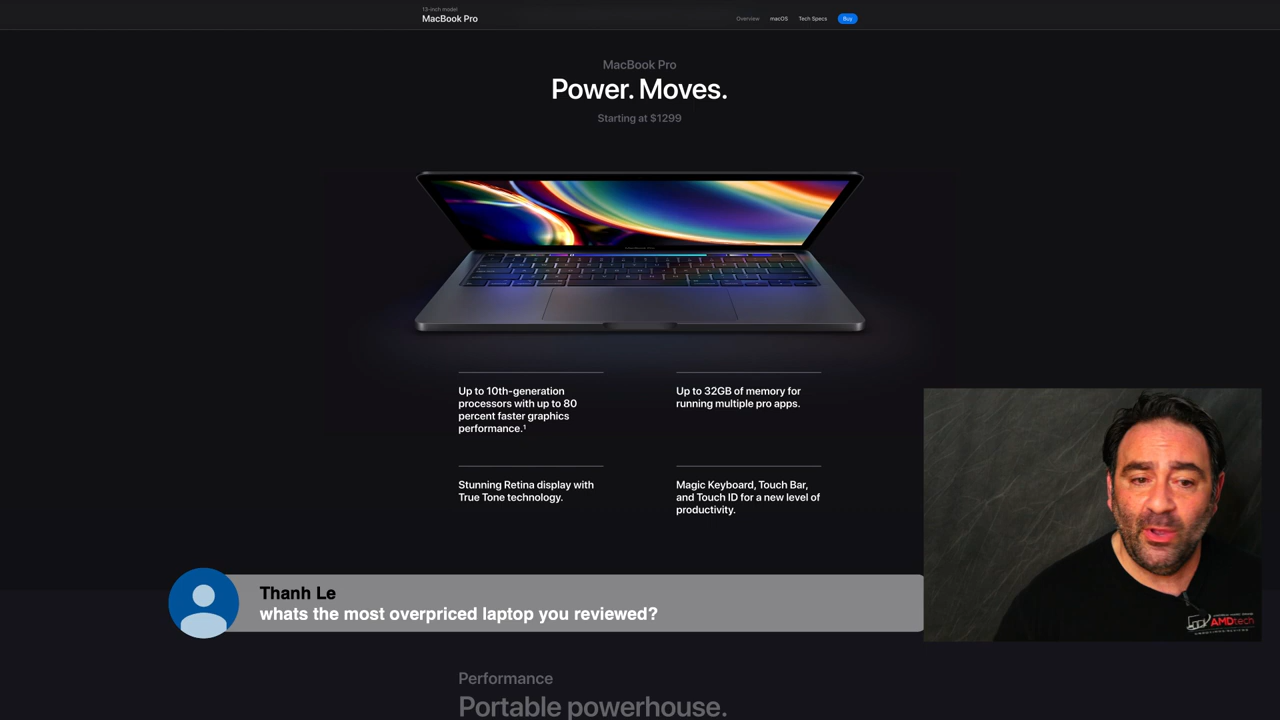 13-inch model
MacBook Pro
Overview macOS Tech Specs Buy
MacBook Pro
Power. Moves.
Starting at $1299
Up to 10th-generation
processors with up to 80
percent faster graphics
performance.¹
Up to 32GB of memory for
running multiple pro apps.
Stunning Retina display with
True Tone technology.
Magic Keyboard, Touch Bar,
and Touch ID for a new level of
productivity.
Thanh Le
whats the most overpriced laptop you reviewed?
AMDtech
Performance
Portable powerhouse.